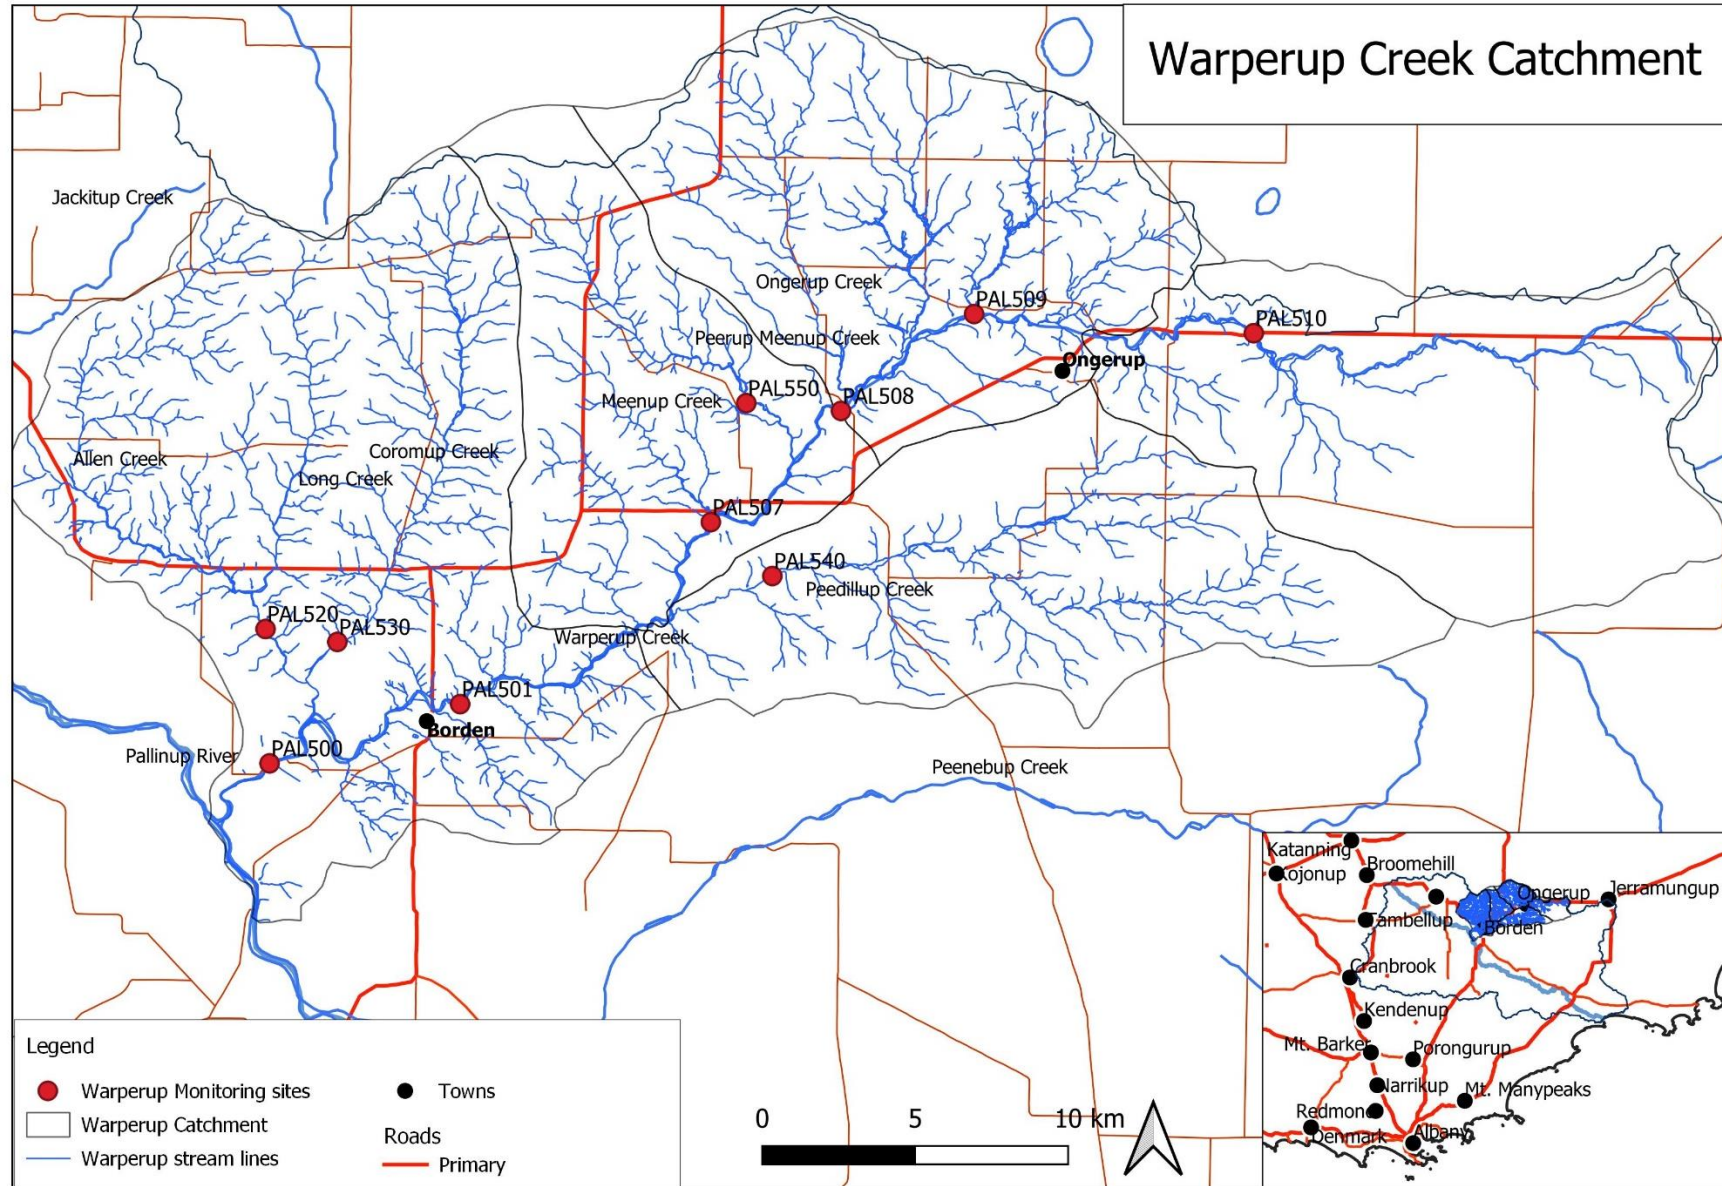 Warperup Creek Catchment
Jackitup Creek
Ongerup Creek
PAL509
PAL510
Peerup Meenup Creek
Ongerup
PAL550
Meenup Creek
PAL508
Coromup Creek
Allen Creek
Long Creek
PAL507
PAL540
Peedillup Creek
PAL520
PAL530
Warperup Creek
PAL501
Borden
PAL500
Pallinup River
Peenebup Creek
Katanning
Broomehill
Kojonup
Ongerup
Jerramungup
Tambellup
Borden
Cranbrook
Kendenup
Mt. Barker
Porongurup
Narrikup
Mt. Manypeaks
Redmond
Denmark
Albany
Legend
Warperup Monitoring sites
Towns
Warperup Catchment
Roads
Warperup stream lines
Primary
0 5 10 km